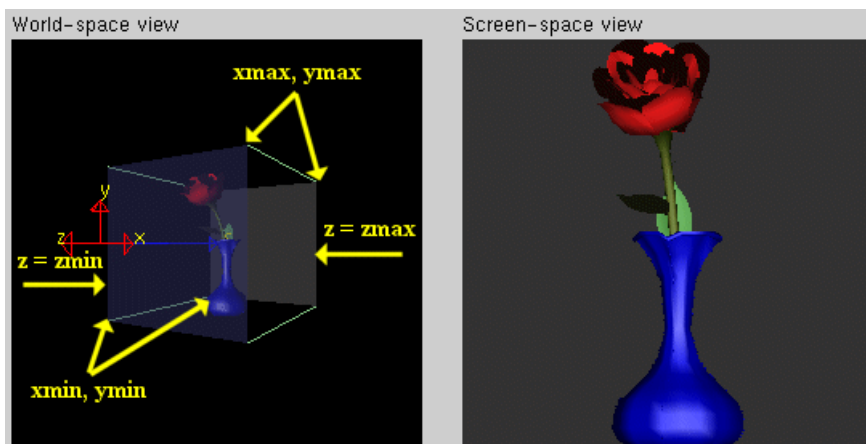 World-space view
Screen-space view
xmax, ymax
y
z
x
z = zmax
z = zmin
xmin, ymin